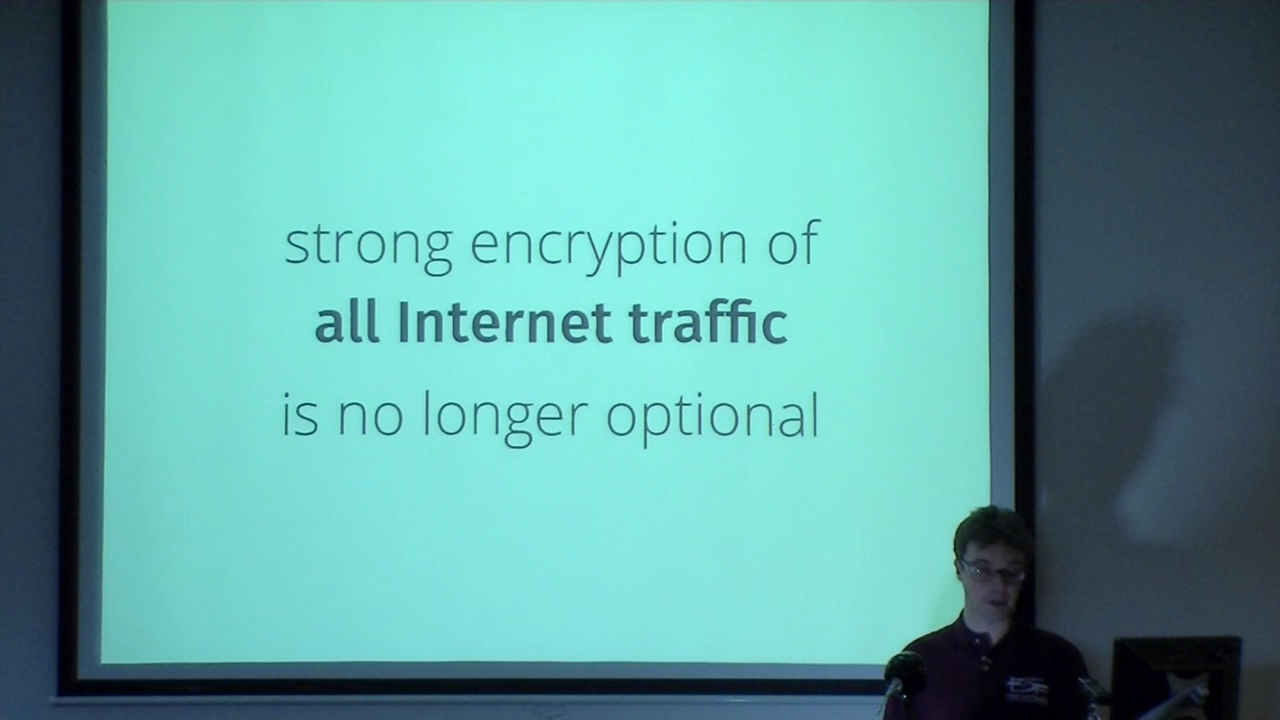 strong encryption of
all Internet traffic
is no longer optional